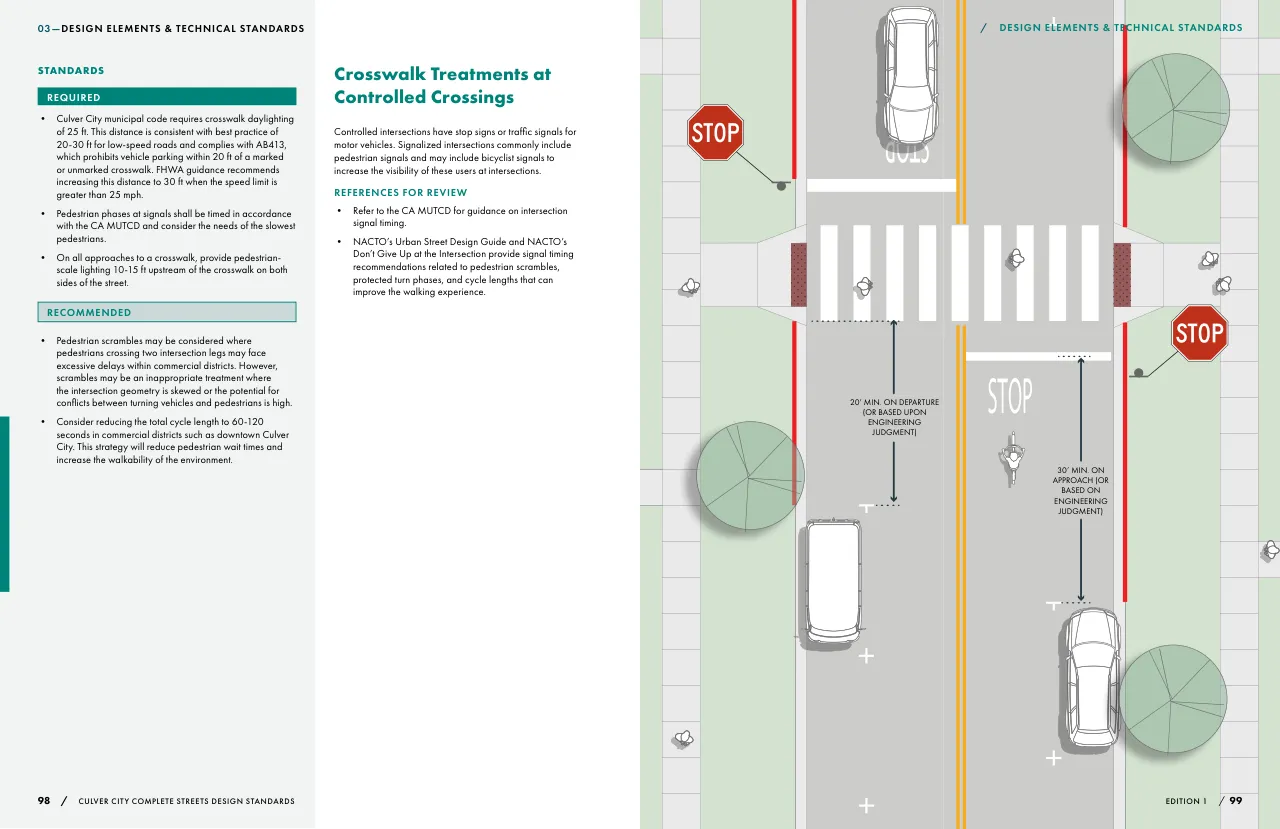 03—DESIGN ELEMENTS & TECHNICAL STANDARDS
STANDARDS
REQUIRED
• Culver City municipal code requires crosswalk daylighting
of 25 ft. This distance is consistent with best practice of
20-30 ft for low-speed roads and complies with AB413,
which prohibits vehicle parking within 20 ft of a marked
or unmarked crosswalk. FHWA guidance recommends
increasing this distance to 30 ft when the speed limit is
greater than 25 mph.
• Pedestrian phases at signals shall be timed in accordance
with the CA MUTCD and consider the needs of the slowest
pedestrians.
• On all approaches to a crosswalk, provide pedestrian-
scale lighting 10-15 ft upstream of the crosswalk on both
sides of the street.
RECOMMENDED
• Pedestrian scrambles may be considered where
pedestrians crossing two intersection legs may face
excessive delays within commercial districts. However,
scrambles may be an inappropriate treatment where
the intersection geometry is skewed or the potential for
conflicts between turning vehicles and pedestrians is high.
• Consider reducing the total cycle length to 60-120
seconds in commercial districts such as downtown Culver
City. This strategy will reduce pedestrian wait times and
increase the walkability of the environment.
Crosswalk Treatments at
Controlled Crossings
Controlled intersections have stop signs or traffic signals for
motor vehicles. Signalized intersections commonly include
pedestrian signals and may include bicyclist signals to
increase the visibility of these users at intersections.
REFERENCES FOR REVIEW
• Refer to the CA MUTCD for guidance on intersection
signal timing.
• NACTO's Urban Street Design Guide and NACTO's
Don't Give Up at the Intersection provide signal timing
recommendations related to pedestrian scrambles,
protected turn phases, and cycle lengths that can
improve the walking experience.
98 / CULVER CITY COMPLETE STREETS DESIGN STANDARDS
/ DESIGN ELEMENTS & TECHNICAL STANDARDS
STOP
STOP
STOP
STOP
20' MIN. ON DEPARTURE
(OR BASED UPON
ENGINEERING
JUDGMENT)
30' MIN. ON
APPROACH (OR
BASED ON
ENGINEERING
JUDGMENT)
EDITION 1 / 99